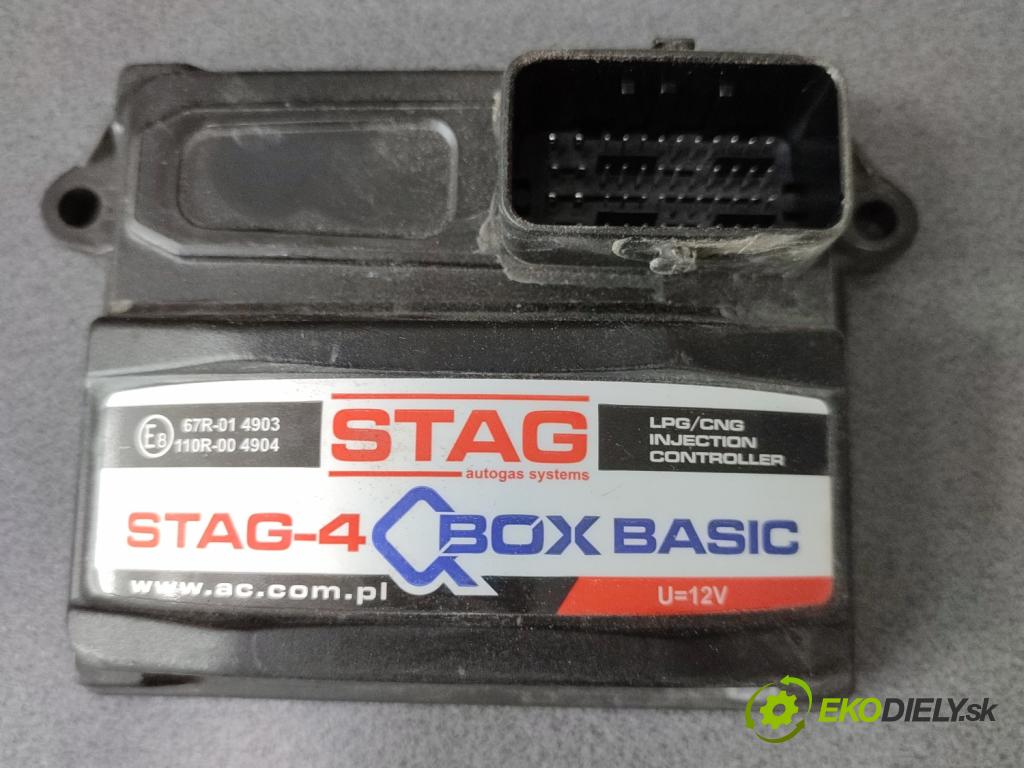 E8
67R-01 4903
110R-00 4904
STAG
autogas systems
LPG/CNG
INJECTION
CONTROLLER
STAG-4 QBOX BASIC
www.ac.com.pl
U=12V
EKODIELY.sk